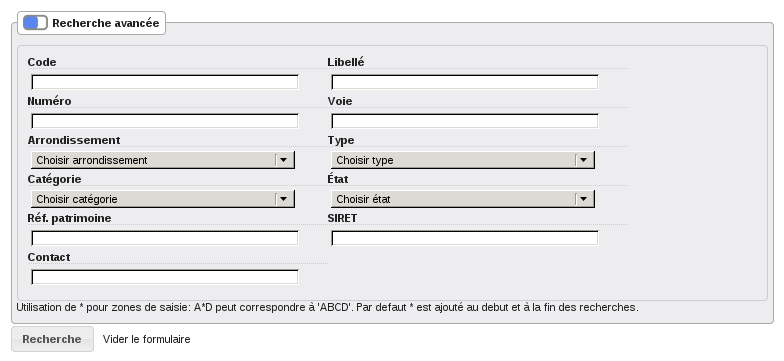 Recherche avancée
Code Libellé
Numéro Voie
Arrondissement Type
Choisir arrondissement Choisir type
Catégorie État
Choisir catégorie Choisir état
Réf. patrimoine SIRET
Contact
Utilisation de * pour zones de saisie: A*D peut correspondre à 'ABCD'. Par defaut * est ajouté au debut et à la fin des recherches.
Recherche Vider le formulaire